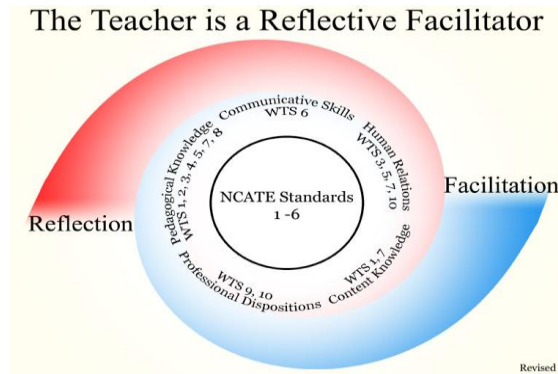 The Teacher is a Reflective Facilitator
Communicative Skills
WTS 6
Human Relations
WTS 3, 5, 7, 10
Pedagogical Knowledge
WTS 1, 2, 3, 4, 5, 7, 8
NCATE Standards
1 -6
Facilitation
Reflection
WTS 1, 7
Content Knowledge
WTS 9, 10
Professional Dispositions
Revised